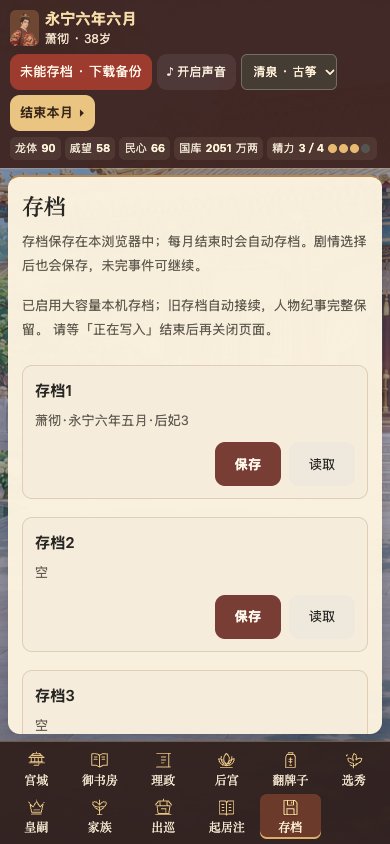 永宁六年六月
萧彻 · 38岁
未能存档 · 下载备份
♪ 开启声音
清泉 · 古筝
结束本月
龙体 90
威望 58
民心 66
国库 2051 万两
精力 3 / 4
存档
存档保存在本浏览器中；每月结束时会自动存档。剧情选择
后也会保存，未完事件可继续。
已启用大容量本机存档；旧存档自动接续，人物纪事完整保
留。 请等「正在写入」结束后再关闭页面。
存档1
萧彻·永宁六年五月·后妃3
保存
读取
存档2
空
保存
读取
存档3
空
宫城
御书房
理政
后宫
翻牌子
选秀
皇嗣
家族
出巡
起居注
存档